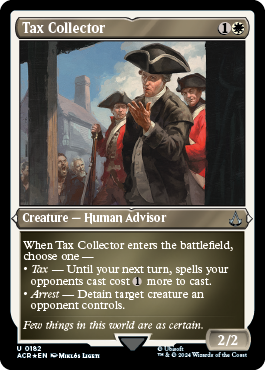 Tax Collector 1
Creature — Human Advisor
When Tax Collector enters the battlefield,
choose one —
• Tax — Until your next turn, spells your
opponents cast cost 1 more to cast.
• Arrest — Detain target creature an
opponent controls.
Few things in this world are as certain.
2/2
U 0182
ACR EN Miklós Ligeti
© Ubisoft
™ & © 2024 Wizards of the Coast